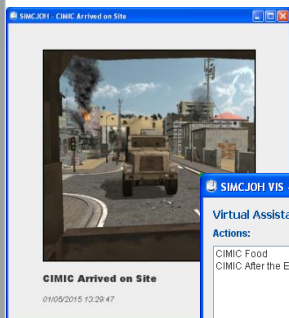 SIMCJOH - CIMIC Arrived on Site
CIMIC Arrived on Site
01/05/2015 13:29:47
SIMCJOH VIS
Virtual Assista
Actions:
CIMIC Food
CIMIC After the E